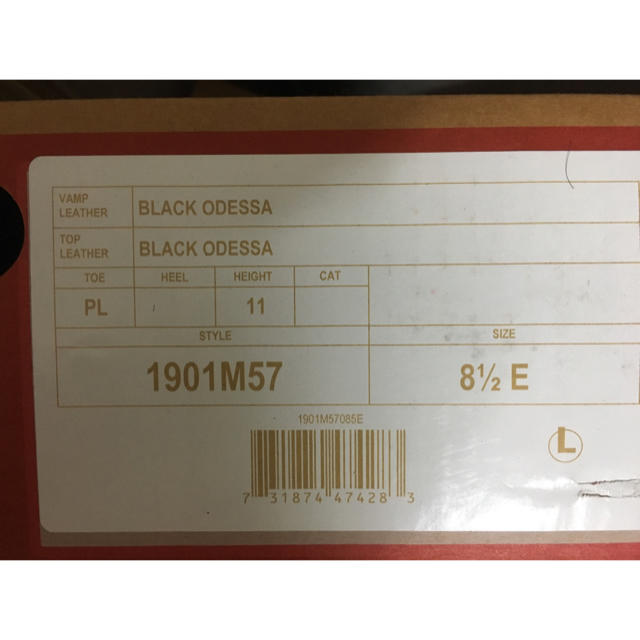 VAMP LEATHER BLACK ODESSA
TOP LEATHER BLACK ODESSA
TOE HEEL HEIGHT CAT
PL 11
STYLE SIZE
1901M57 8½ E
1901M57085E
L
7 31874 47428 3